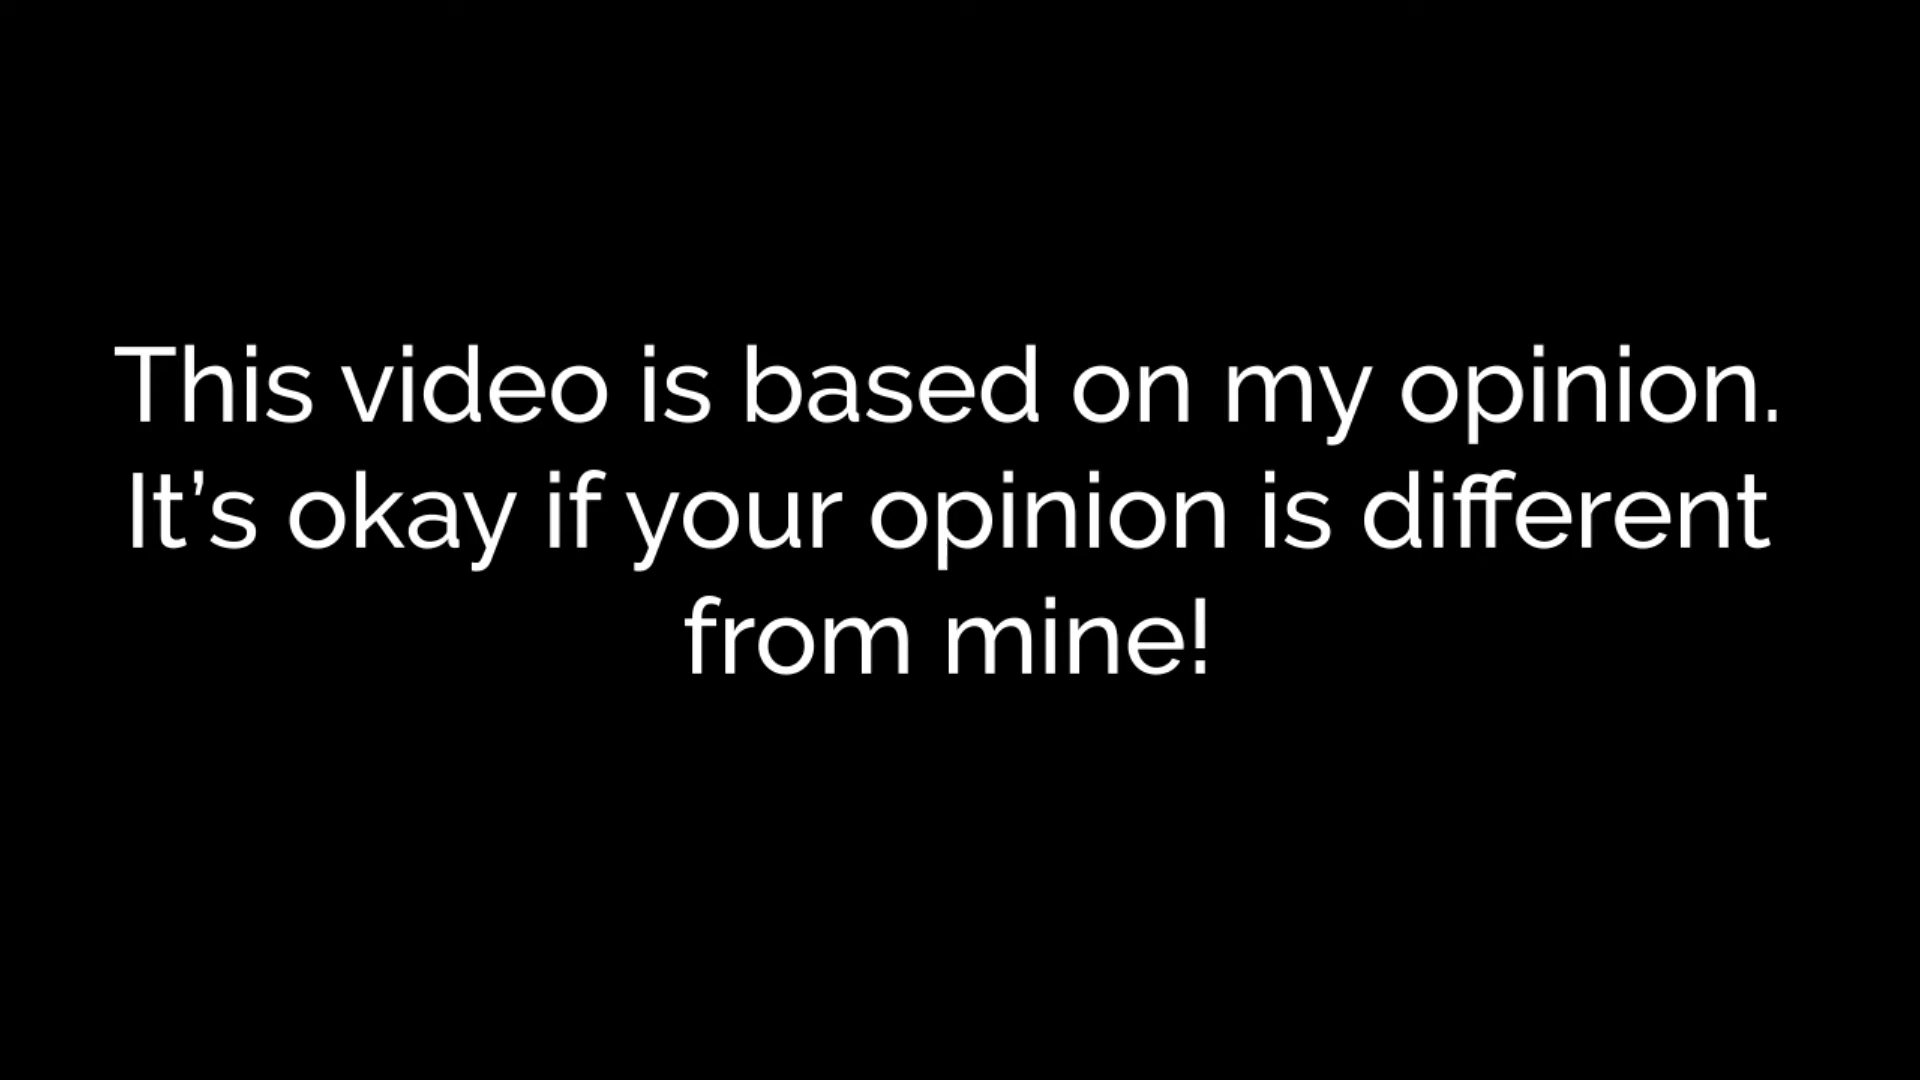 This video is based on my opinion.
It’s okay if your opinion is different
from mine!